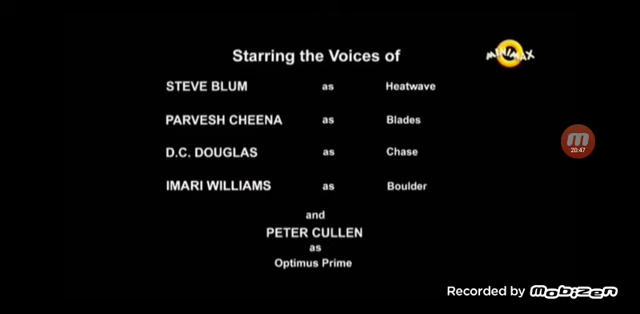 Starring the Voices of
MINIMAX
STEVE BLUM as Heatwave
PARVESH CHEENA as Blades
20:47
D.C. DOUGLAS as Chase
IMARI WILLIAMS as Boulder
and
PETER CULLEN
as
Optimus Prime
Recorded by Mobizen